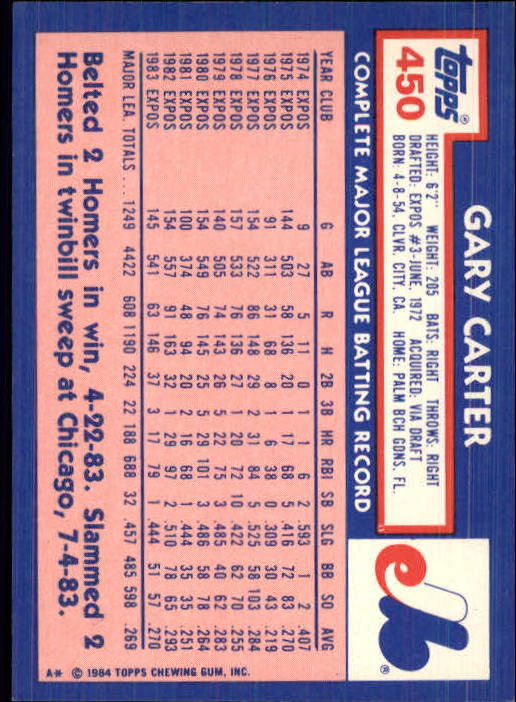 topps®
450
GARY CARTER
HEIGHT: 6'2" WEIGHT: 205 BATS: RIGHT THROWS: RIGHT
DRAFTED: EXPOS #3-JUNE, 1972 ACQUIRED: VIA DRAFT
BORN: 4-8-54, CLVR. CITY, CA. HOME: PALM BCH GDNS. FL.
COMPLETE MAJOR LEAGUE BATTING RECORD
YEAR CLUB G AB R H 2B 3B HR RBI SB SLG BB SO AVG
1974 EXPOS 9 27 5 11 0 1 1 6 2 .593 1 2 .407
1975 EXPOS 144 503 58 136 20 1 17 68 5 .416 72 83 .270
1976 EXPOS 91 311 31 68 8 1 6 38 0 .309 30 43 .219
1977 EXPOS 154 522 86 148 29 2 31 84 5 .525 58 103 .284
1978 EXPOS 157 533 76 136 27 1 20 72 10 .422 62 70 .255
1979 EXPOS 140 505 74 143 26 5 22 75 3 .485 40 62 .283
1980 EXPOS 154 549 76 145 25 5 29 101 3 .486 58 78 .264
1981 EXPOS 100 374 48 94 20 2 16 68 1 .444 35 35 .251
1982 EXPOS 154 557 91 163 32 1 29 97 2 .510 78 65 .293
1983 EXPOS 145 541 63 146 37 3 17 79 1 .444 51 57 .270
MAJOR LEA. TOTALS ... 1249 4422 608 1190 224 22 188 688 32 .457 485 598 .269
Belted 2 Homers in win, 4-22-83. Slammed 2
Homers in twinbill sweep at Chicago, 7-4-83.
A* © 1984 TOPPS CHEWING GUM, INC.
®